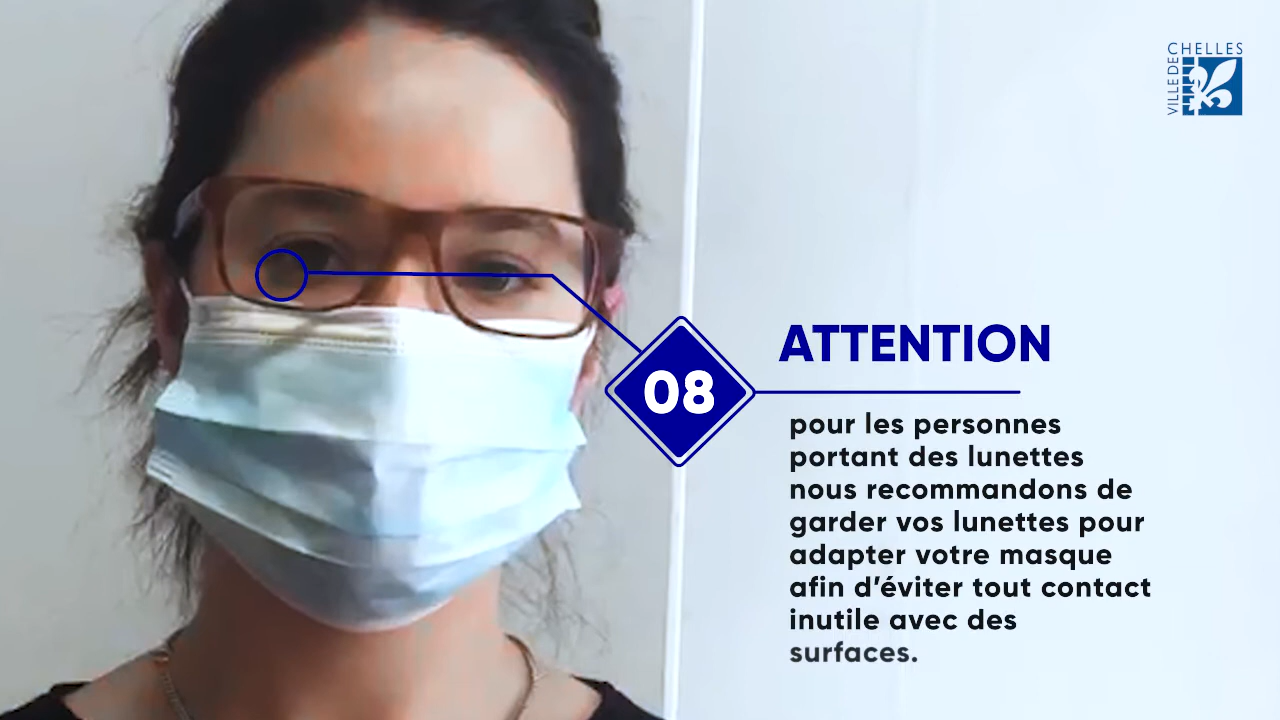 CHELLES
VILLE DE
08
ATTENTION
pour les personnes
portant des lunettes
nous recommandons de
garder vos lunettes pour
adapter votre masque
afin d’éviter tout contact
inutile avec des
surfaces.